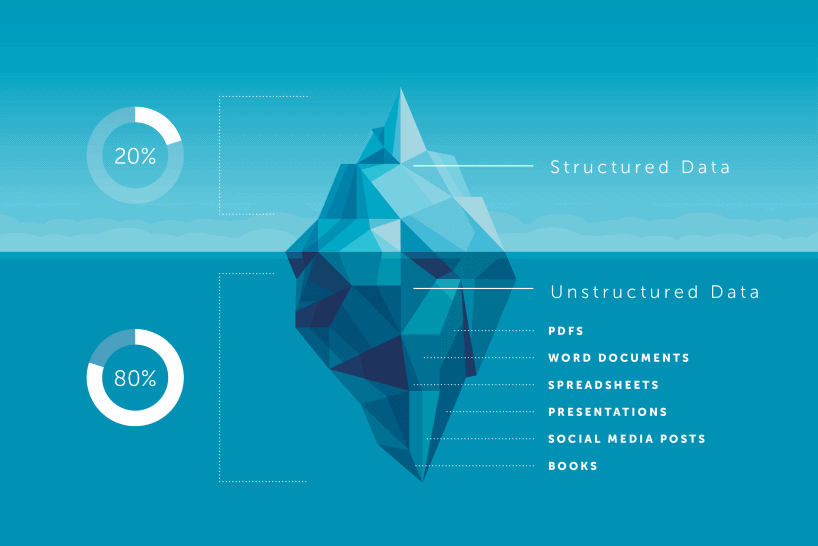 20%
Structured Data
Unstructured Data
PDFS
WORD DOCUMENTS
80%
SPREADSHEETS
PRESENTATIONS
SOCIAL MEDIA POSTS
BOOKS